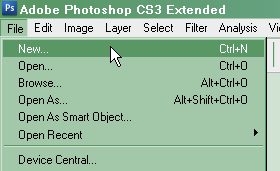 Ps Adobe Photoshop CS3 Extended
File Edit Image Layer Select Filter Analysis
New... Ctrl+N
Open... Ctrl+O
Browse... Alt+Ctrl+O
Open As... Alt+Shift+Ctrl+O
Open As Smart Object...
Open Recent
Device Central...